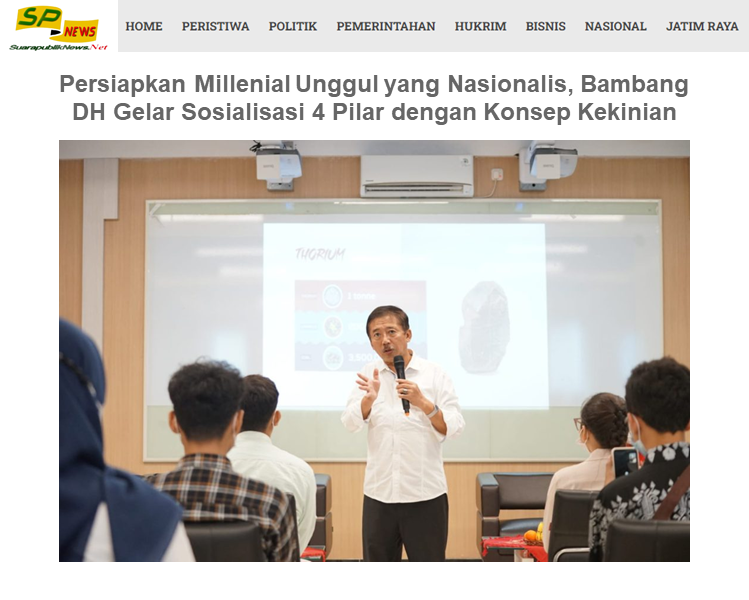 SP
NEWS
SuarapublikNews.Net
HOME PERISTIWA POLITIK PEMERINTAHAN HUKRIM BISNIS NASIONAL JATIM RAYA
Persiapkan Millenial Unggul yang Nasionalis, Bambang
DH Gelar Sosialisasi 4 Pilar dengan Konsep Kekinian
THORIUM